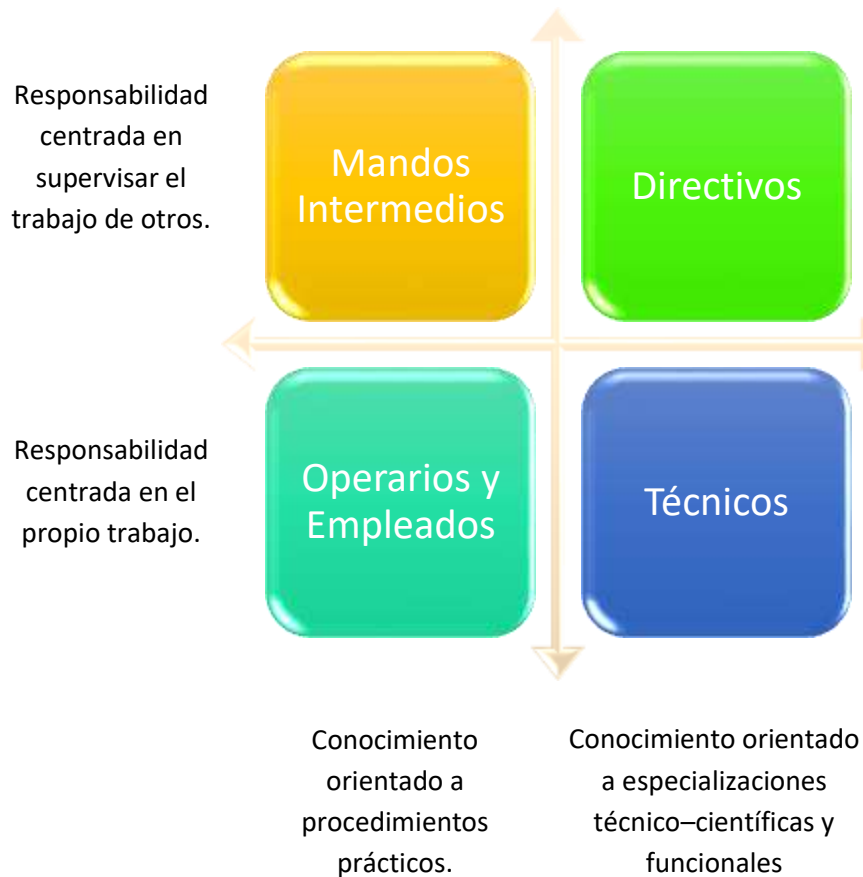 Responsabilidad
centrada en
supervisar el
trabajo de otros.
Mandos
Intermedios
Directivos
Responsabilidad
centrada en el
propio trabajo.
Operarios y
Empleados
Técnicos
Conocimiento
orientado a
procedimientos
prácticos.
Conocimiento orientado
a especializaciones
técnico–científicas y
funcionales